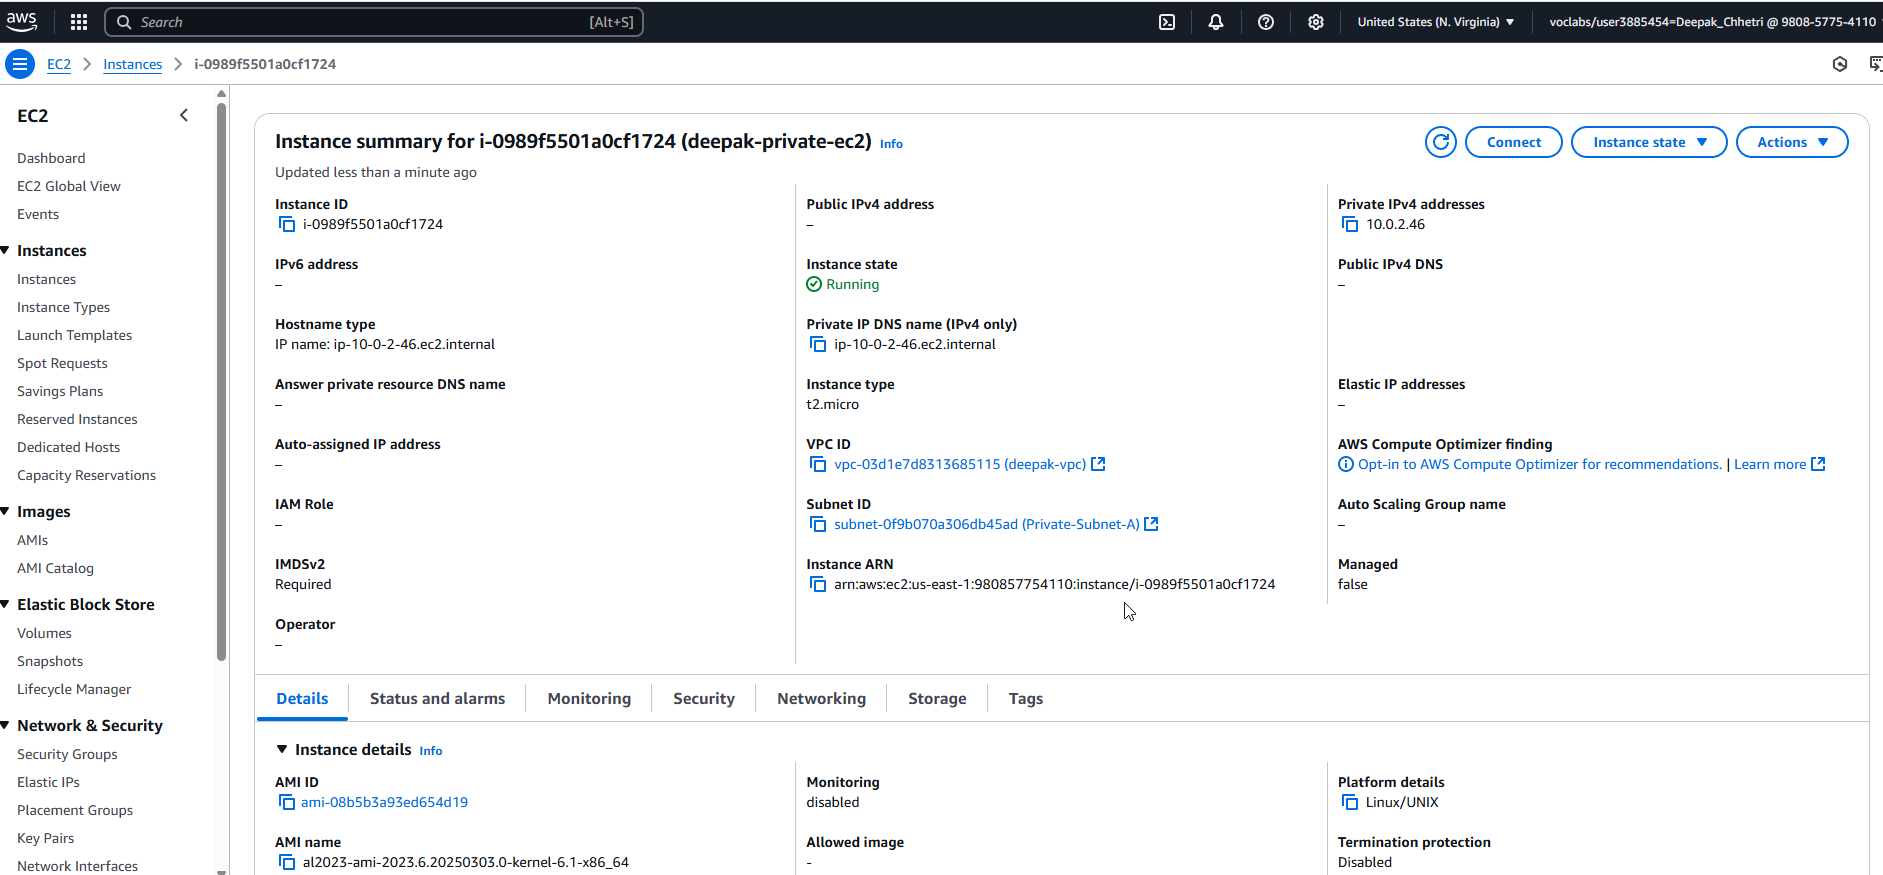 aws
Search [Alt+S]
United States (N. Virginia)
voclabs/user3885454=Deepak_Chhetri @ 9808-5775-4110
EC2
Instances
i-0989f5501a0cf1724
EC2
Dashboard
EC2 Global View
Events
Instances
Instances
Instance Types
Launch Templates
Spot Requests
Savings Plans
Reserved Instances
Dedicated Hosts
Capacity Reservations
Images
AMIs
AMI Catalog
Elastic Block Store
Volumes
Snapshots
Lifecycle Manager
Network & Security
Security Groups
Elastic IPs
Placement Groups
Key Pairs
Network Interfaces
Instance summary for i-0989f5501a0cf1724 (deepak-private-ec2) Info
Updated less than a minute ago
Connect
Instance state
Actions
Instance ID
i-0989f5501a0cf1724
Public IPv4 address
–
Private IPv4 addresses
10.0.2.46
IPv6 address
–
Instance state
Running
Public IPv4 DNS
–
Hostname type
IP name: ip-10-0-2-46.ec2.internal
Private IP DNS name (IPv4 only)
ip-10-0-2-46.ec2.internal
Answer private resource DNS name
–
Instance type
t2.micro
Elastic IP addresses
–
Auto-assigned IP address
–
VPC ID
vpc-03d1e7d8313685115 (deepak-vpc)
AWS Compute Optimizer finding
Opt-in to AWS Compute Optimizer for recommendations. | Learn more
IAM Role
–
Subnet ID
subnet-0f9b070a306db45ad (Private-Subnet-A)
Auto Scaling Group name
–
IMDSv2
Required
Instance ARN
arn:aws:ec2:us-east-1:980857754110:instance/i-0989f5501a0cf1724
Managed
false
Operator
–
Details
Status and alarms
Monitoring
Security
Networking
Storage
Tags
Instance details Info
AMI ID
ami-08b5b3a93ed654d19
Monitoring
disabled
Platform details
Linux/UNIX
AMI name
al2023-ami-2023.6.20250303.0-kernel-6.1-x86_64
Allowed image
-
Termination protection
Disabled